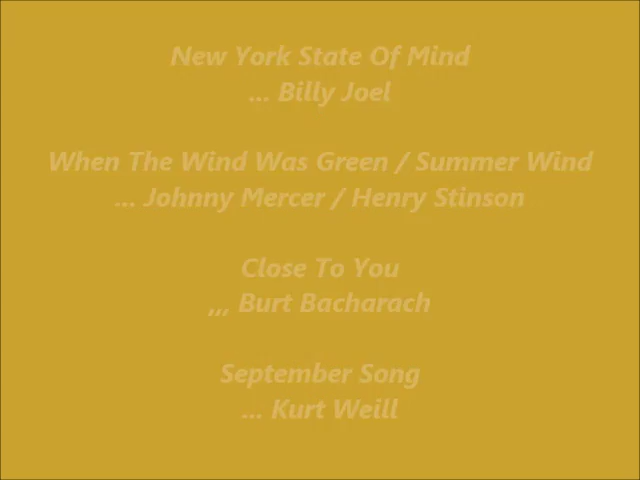 New York State Of Mind
... Billy Joel
When The Wind Was Green / Summer Wind
... Johnny Mercer / Henry Stinson
Close To You
,,, Burt Bacharach
September Song
... Kurt Weill